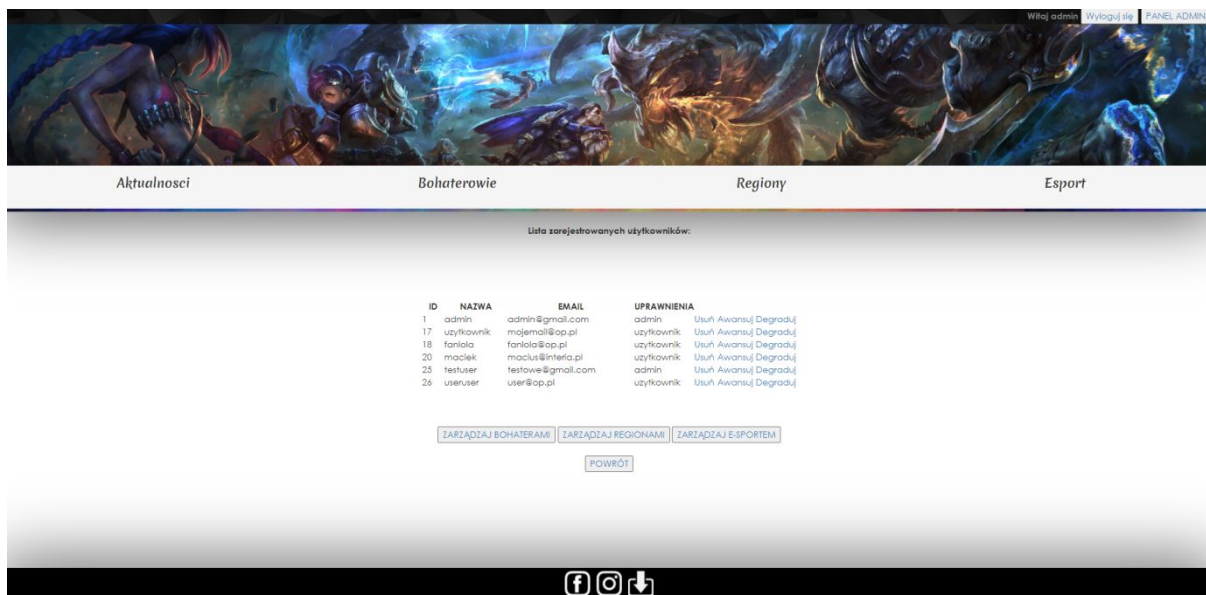 Witaj admin Wyloguj się PANEL ADMIN
Aktualnosci Bohaterowie Regiony Esport
Lista zarejestrowanych użytkowników:
ID NAZWA EMAIL UPRAWNIENIA
1 admin admin@gmail.com admin Usuń Awansuj Degraduj
17 uzytkownik mojemail@op.pl uzytkownik Usuń Awansuj Degraduj
18 fanlola fanlola@op.pl uzytkownik Usuń Awansuj Degraduj
20 maciek macius@interia.pl uzytkownik Usuń Awansuj Degraduj
25 testuser testowe@gmail.com admin Usuń Awansuj Degraduj
26 useruser user@op.pl uzytkownik Usuń Awansuj Degraduj
ZARZĄDZAJ BOHATERAMI ZARZĄDZAJ REGIONAMI ZARZĄDZAJ E-SPORTEM
POWRÓT